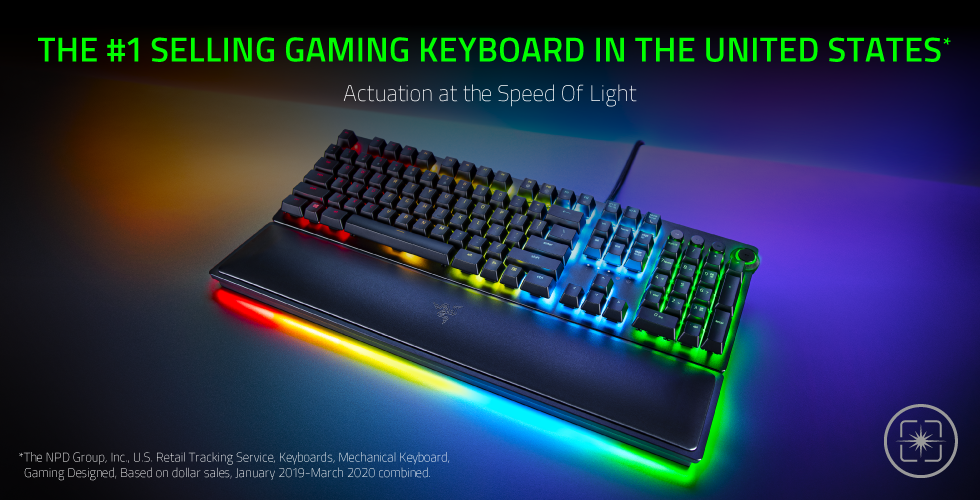 THE #1 SELLING GAMING KEYBOARD IN THE UNITED STATES*
Actuation at the Speed Of Light
*The NPD Group, Inc., U.S. Retail Tracking Service, Keyboards, Mechanical Keyboard,
Gaming Designed, Based on dollar sales, January 2019-March 2020 combined.